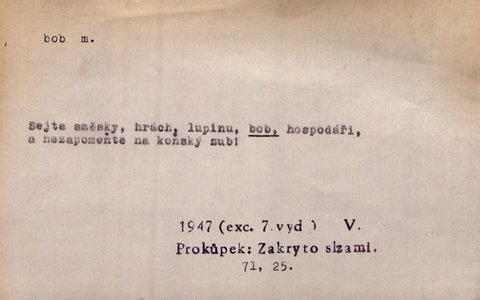 bob m.
Sejte směsky, hrách, lupinu, bob, hospodáři,
a nezapomeňte na koňský zub!
1947 (exc. 7. vyd ) V.
Prokůpek: Zakryto slzami.
71, 25.